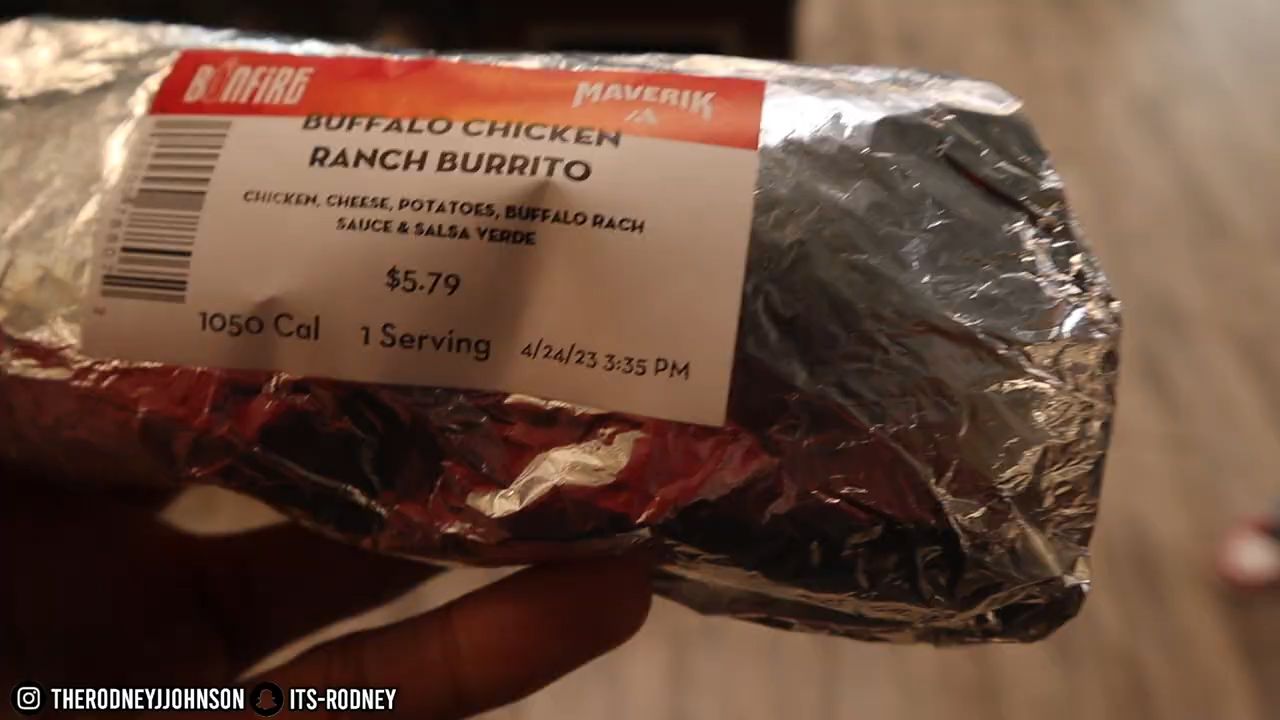 BONFIRE
MAVERIK
BUFFALO CHICKEN
RANCH BURRITO
CHICKEN, CHEESE, POTATOES, BUFFALO RACH
SAUCE & SALSA VERDE
$5.79
1050 Cal 1 Serving 4/24/23 3:35 PM
THERODNEYJJOHNSON ITS-RODNEY